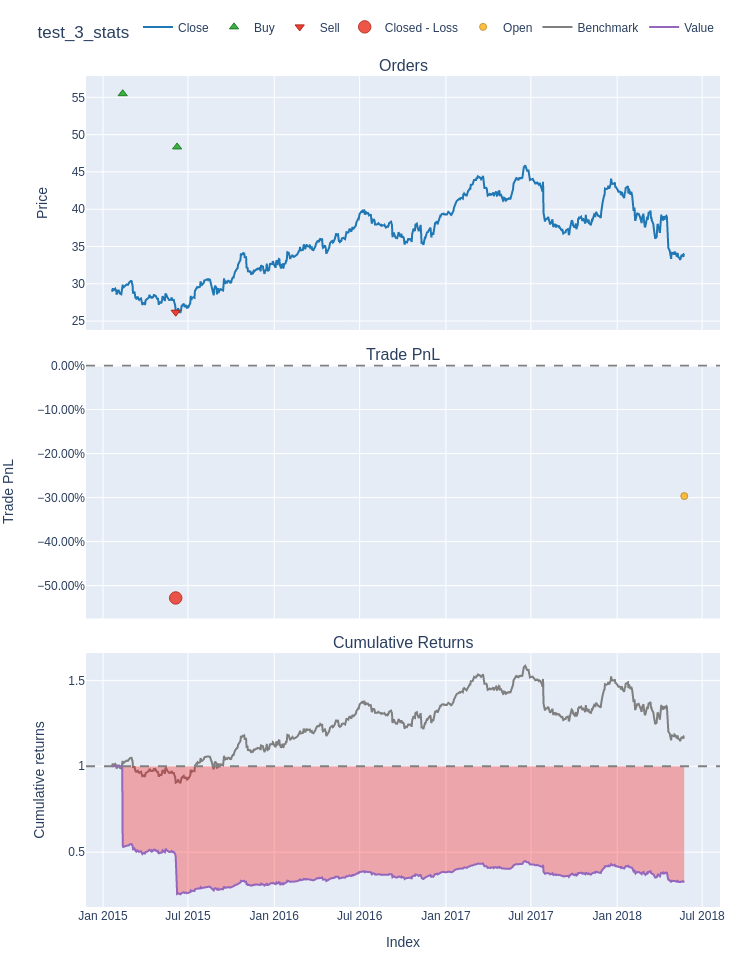 test_3_stats
Close
Buy
Sell
Closed - Loss
Open
Benchmark
Value
Orders
55
50
45
40
35
30
25
Price
Trade PnL
0.00%
−10.00%
−20.00%
−30.00%
−40.00%
−50.00%
Trade PnL
Cumulative Returns
1.5
1
0.5
Cumulative returns
Jan 2015
Jul 2015
Jan 2016
Jul 2016
Jan 2017
Jul 2017
Jan 2018
Jul 2018
Index